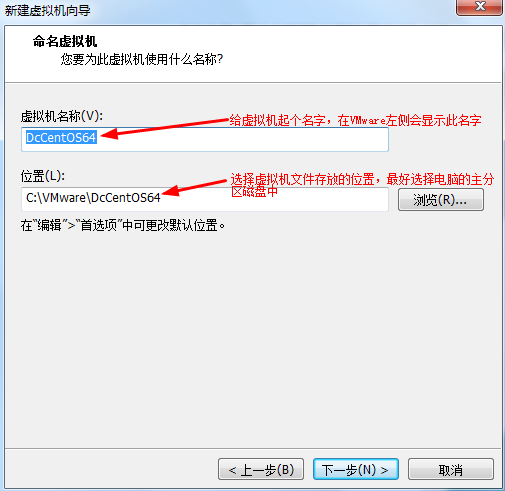 新建虚拟机向导
命名虚拟机
您要为此虚拟机使用什么名称?
虚拟机名称(V):
给虚拟机起个名字，在VMware左侧会显示此名字
DcCentOS64
位置(L):
选择虚拟机文件存放的位置，最好选择电脑的主分
区磁盘中
C:\VMware\DcCentOS64
浏览(R)...
在“编辑”>“首选项”中可更改默认位置。
< 上一步(B)
下一步(N) >
取消